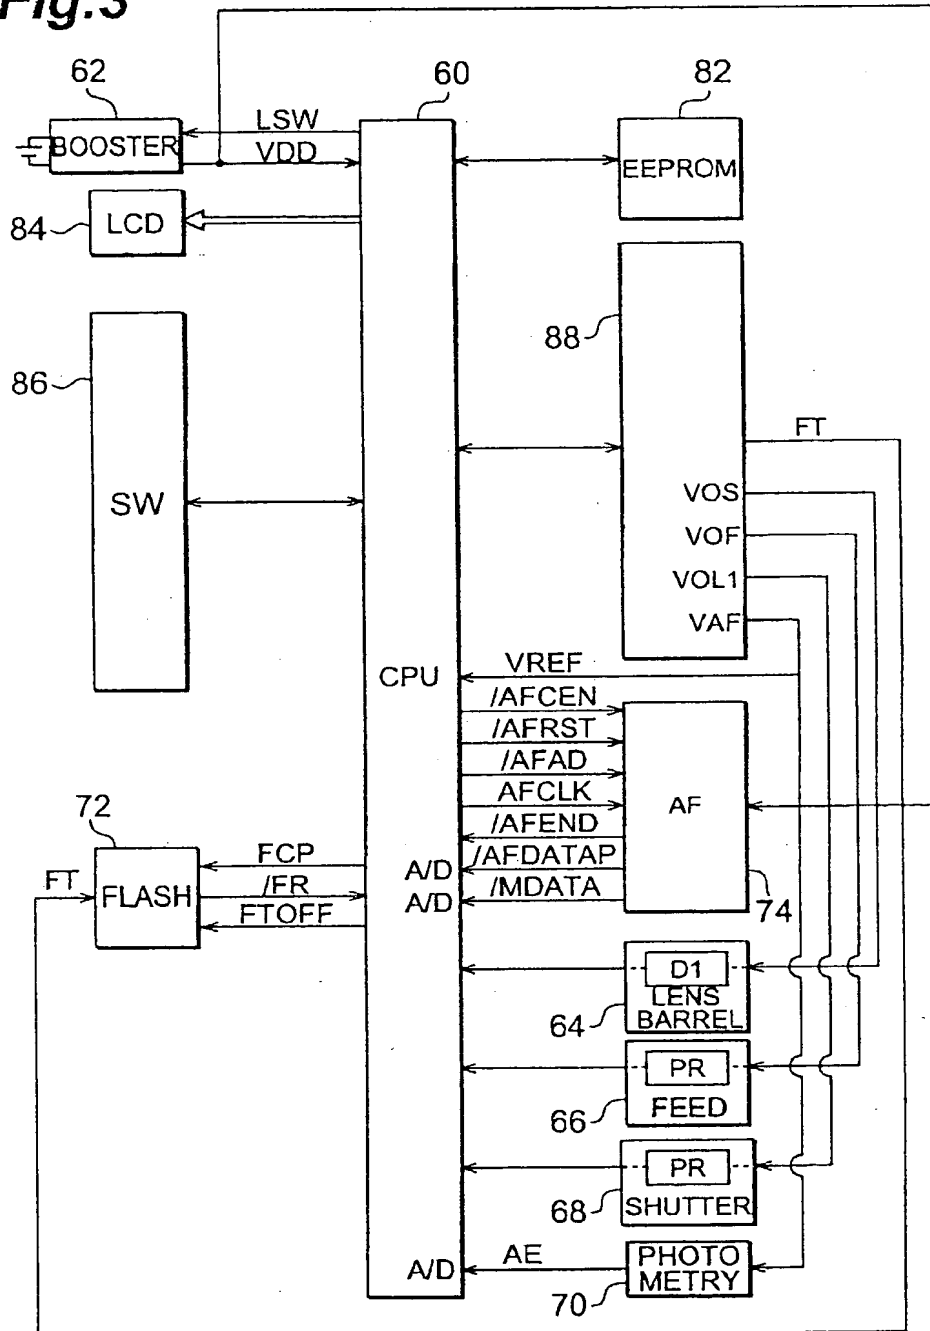 Fig.3
62
60
82
BOOSTER
LSW
VDD
EEPROM
84
LCD
88
86
SW
FT
VOS
VOF
VOL1
VAF
CPU
VREF
/AFCEN
/AFRST
/AFAD
AFCLK
/AFEND
/AFDATAP
/MDATA
A/D
A/D
AF
74
72
FT
FLASH
FCP
/FR
FTOFF
D1
LENS
BARREL
64
PR
FEED
66
PR
SHUTTER
68
A/D
AE
PHOTO
METRY
70